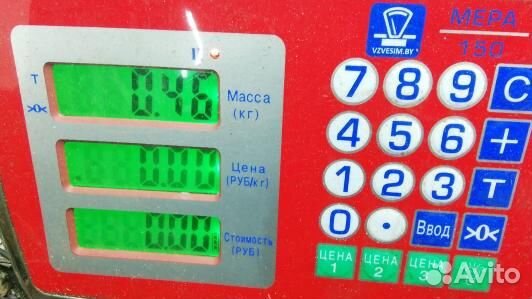 VZVESIM.BY
МЕРА
150
Т
>0<
0.46
Масса
(кг)
0.00
Цена
(РУБ/кг)
0.00
Стоимость
(РУБ)
7 8 9 C
4 5 6 +
1 2 3 T
0 . Ввод >0<
ЦЕНА 1
ЦЕНА 2
ЦЕНА 3
Avito